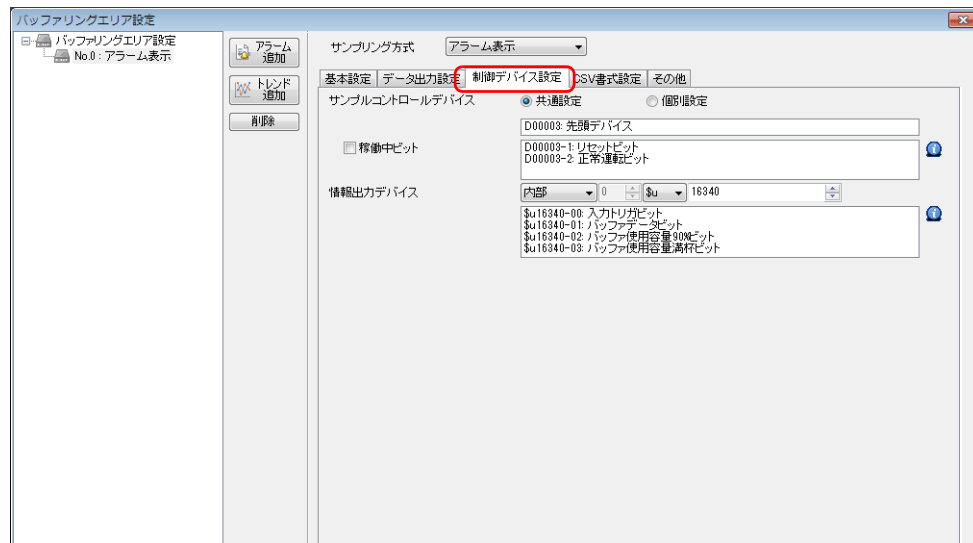 バッファリングエリア設定
バッファリングエリア設定
No.0 : アラーム表示
アラーム
追加
トレンド
追加
削除
サンプリング方式 アラーム表示
基本設定 データ出力設定 制御デバイス設定 CSV書式設定 その他
サンプルコントロールデバイス 共通設定 個別設定
D00003: 先頭デバイス
稼働中ビット
D00003-1: リセットビット
D00003-2: 正常運転ビット
情報出力デバイス 内部 0 $u 16340
$u16340-00: 入力トリガビット
$u16340-01: バッファデータビット
$u16340-02: バッファ使用容量90%ビット
$u16340-03: バッファ使用容量満杯ビット